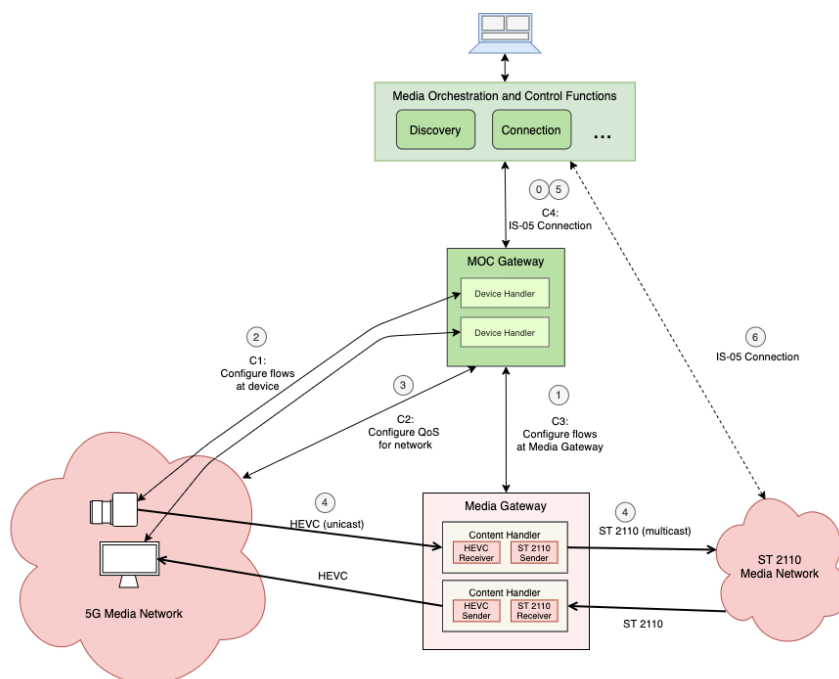 Media Orchestration and Control Functions
Discovery
Connection
...
0 5
C4:
IS-05 Connection
MOC Gateway
Device Handler
Device Handler
2
C1:
Configure flows
at device
3
C2:
Configure QoS
for network
1
C3:
Configure flows
at Media Gateway
6
IS-05 Connection
4
HEVC (unicast)
HEVC
5G Media Network
Media Gateway
Content Handler
HEVC
Receiver
ST 2110
Sender
Content Handler
HEVC
Sender
ST 2110
Receiver
4
ST 2110 (multicast)
ST 2110
ST 2110
Media Network